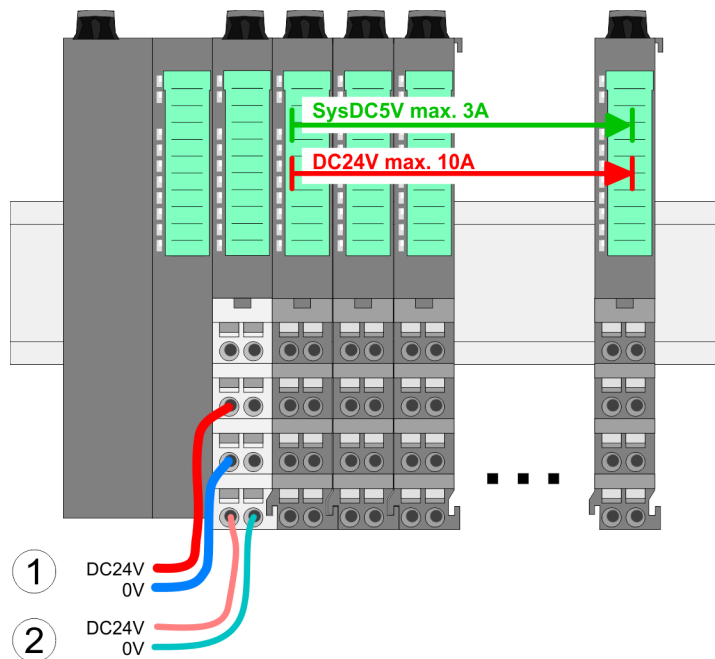 SysDC5V max. 3A
DC24V max. 10A
1 DC24V
0V
2 DC24V
0V